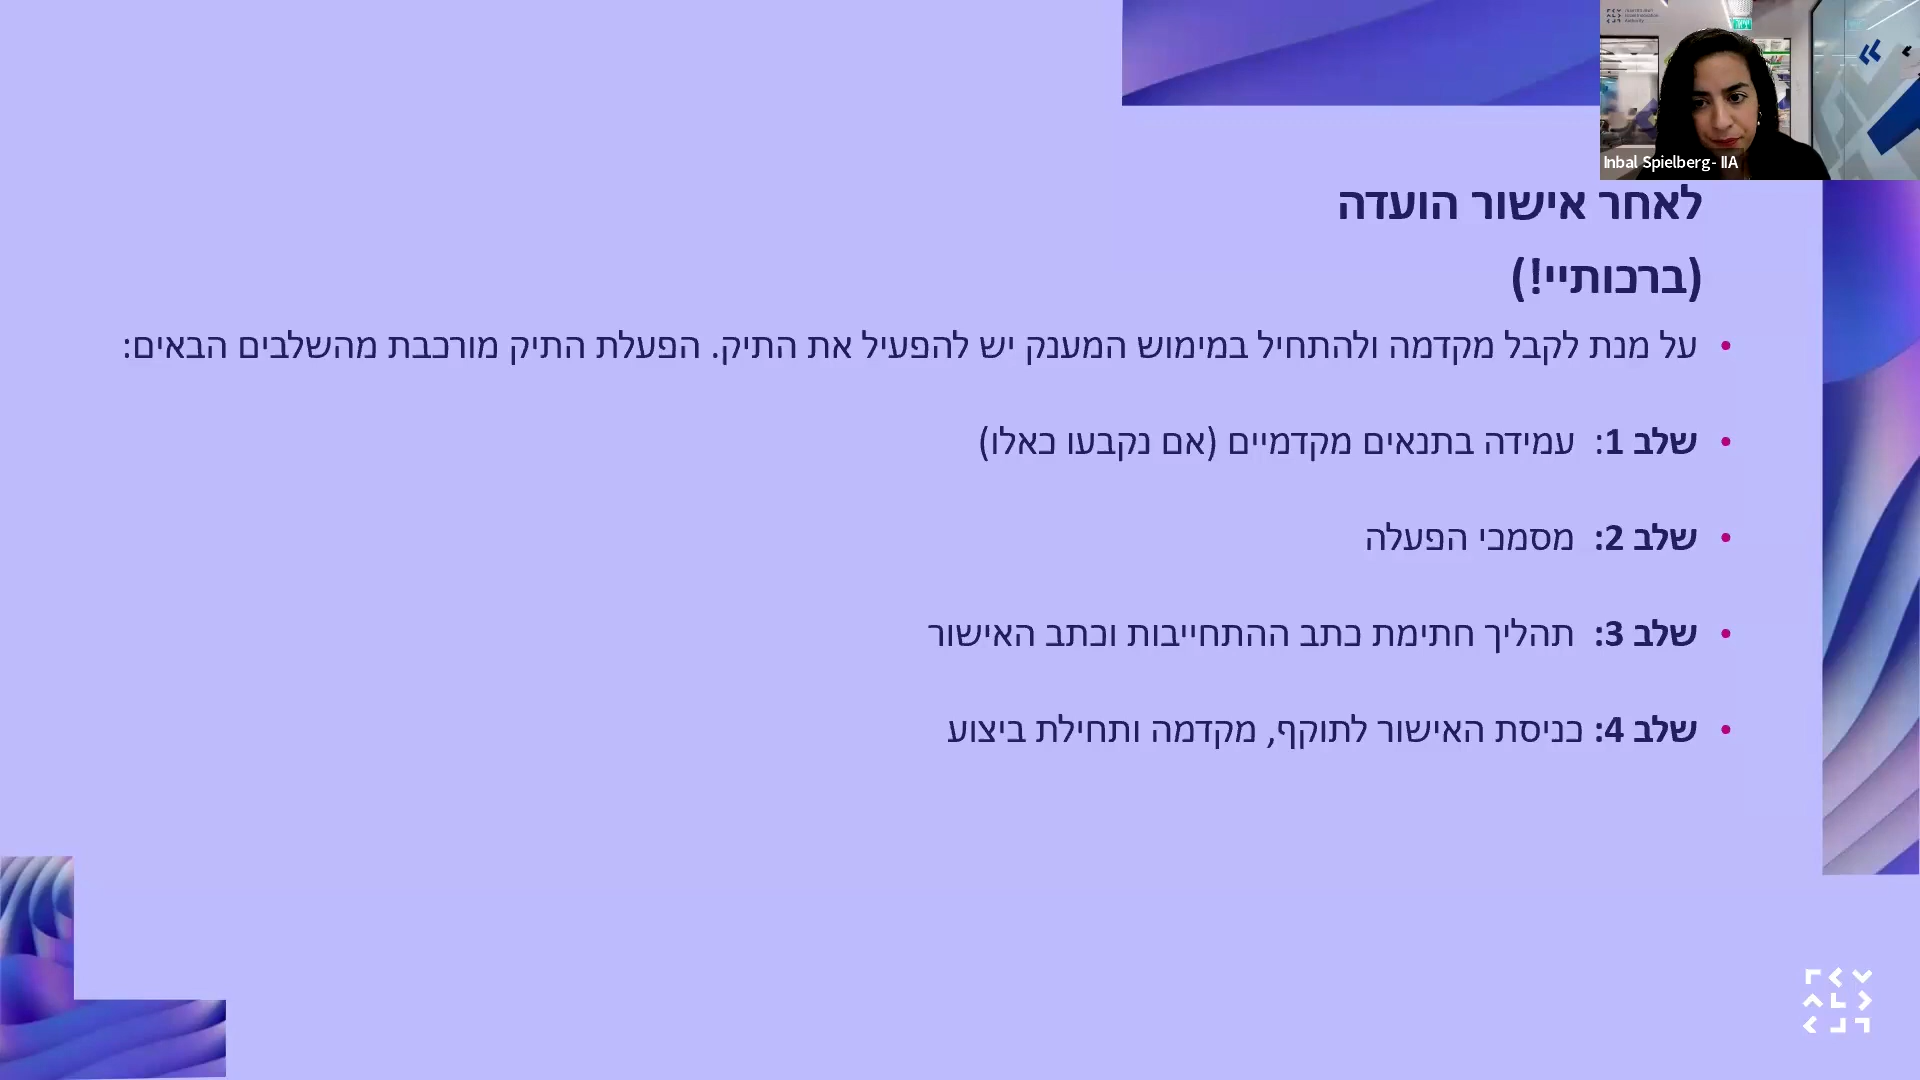 Inbal Spielberg- IIA
לאחר אישור הועדה
(ברכותיי!)
• על מנת לקבל מקדמה ולהתחיל במימוש המענק יש להפעיל את התיק. הפעלת התיק מורכבת מהשלבים הבאים:
• שלב 1: עמידה בתנאים מקדמיים (אם נקבעו כאלו)
• שלב 2: מסמכי הפעלה
• שלב 3: תהליך חתימת כתב ההתחייבות וכתב האישור
• שלב 4: כניסת האישור לתוקף, מקדמה ותחילת ביצוע